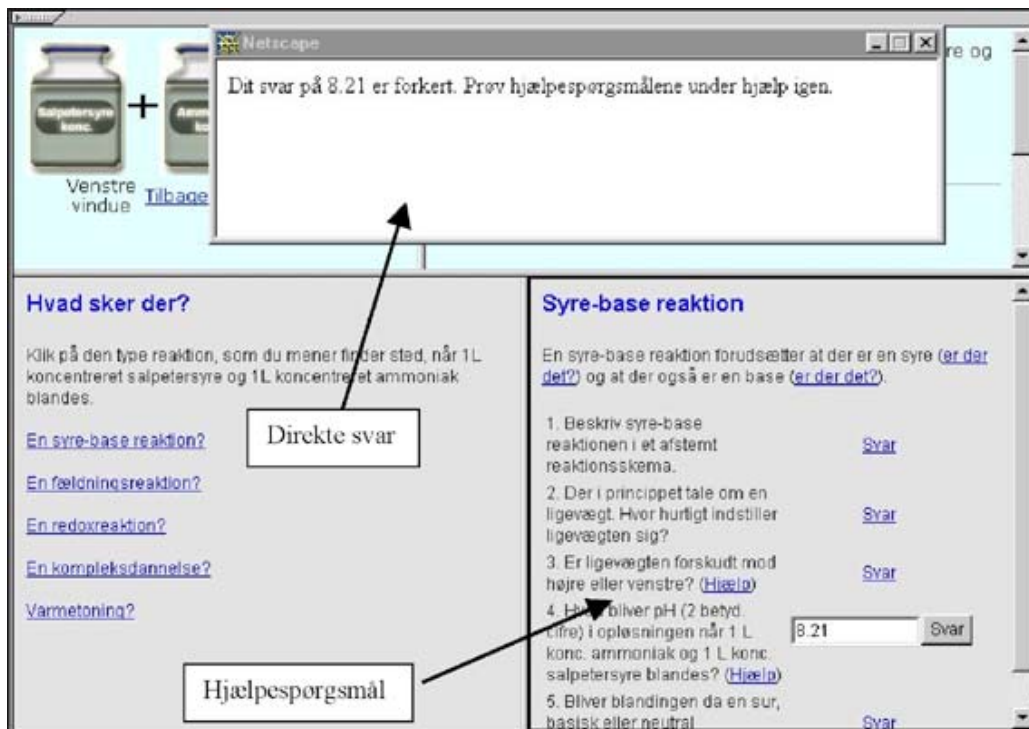 Netscape
Dit svar på 8.21 er forkert. Prøv hjælpespørgsmålene under hjælp igen.
re og
Salpetersyre
konc.
+
Venstre
vindue
Tilbage
Hvad sker der?
Klik på den type reaktion, som du mener finder sted, når 1L
koncentreret salpetersyre og 1L koncentreret ammoniak
blandes.
Direkte svar
En syre-base reaktion?
En fældningsreaktion?
En redoxreaktion?
En kompleksdannelse?
Varmetoning?
Hjælpespørgsmål
Syre-base reaktion
En syre-base reaktion forudsætter at der er en syre (er der
det?) og at der også er en base (er der det?).
1. Beskriv syre-base
reaktionen i et afstemt
reaktionsskema.
Svar
2. Der i princippet tale om en
ligevægt. Hvor hurtigt indstiller
ligevægten sig?
Svar
3. Er ligevægten forskudt mod
højre eller venstre? (Hjælp)
Svar
4. bliver pH (2 betyd.
cifre) i opløsningen når 1 L
konc. ammoniak og 1 L konc.
salpetersyre blandes? (Hjælp)
8.21
Svar
5. Bliver blandingen da en sur,
basisk eller neutral
Svar